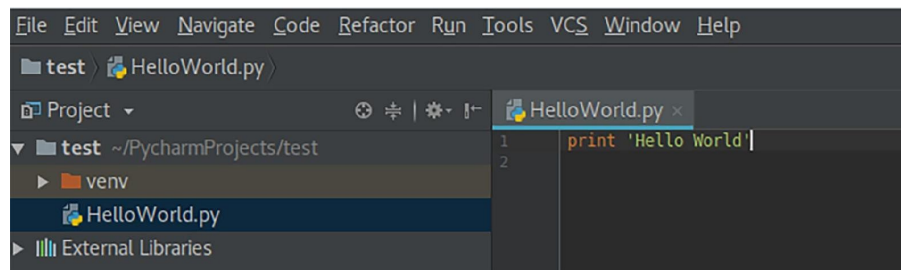 File Edit View Navigate Code Refactor Run Tools VCS Window Help
test HelloWorld.py
Project
HelloWorld.py ×
test ~/PycharmProjects/test
venv
HelloWorld.py
External Libraries
1 print 'Hello World'
2